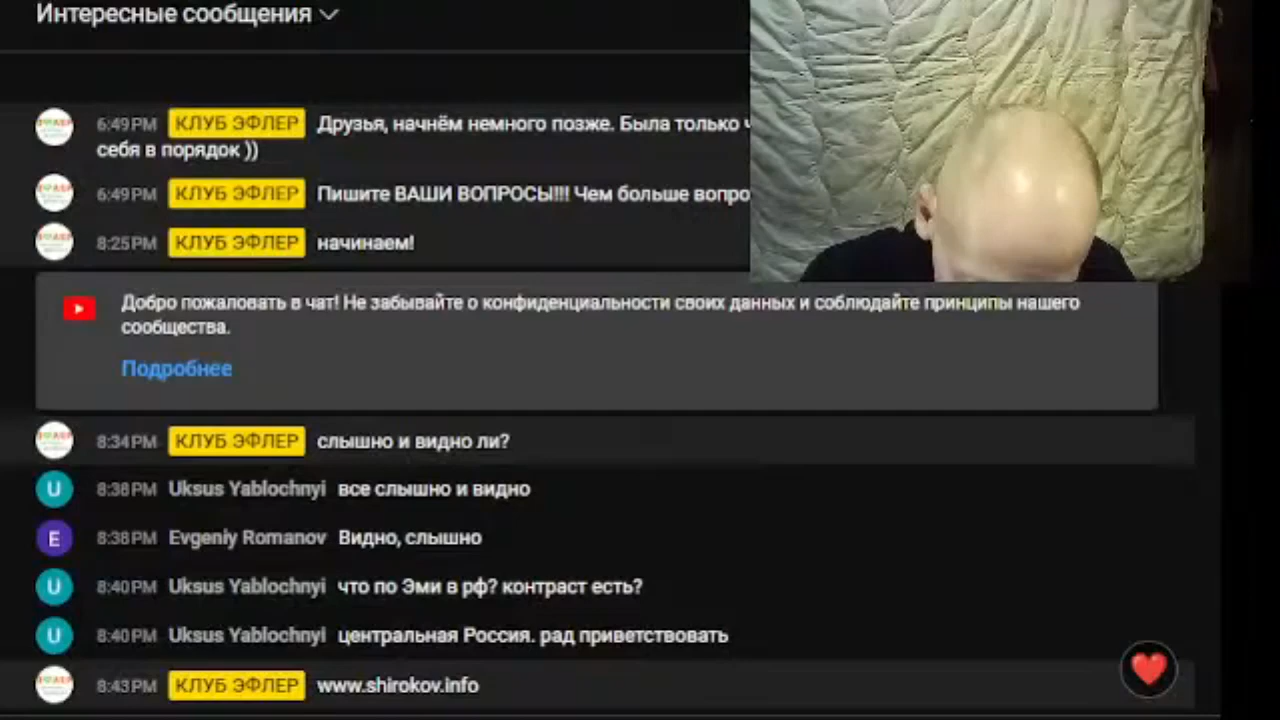 Интересные сообщения
6:49 PM КЛУБ ЭФЛЕР Друзья, начнём немного позже. Была только
себя в порядок ))
6:49 PM КЛУБ ЭФЛЕР Пишите ВАШИ ВОПРОСЫ!!! Чем больше вопро
8:25 PM КЛУБ ЭФЛЕР начинаем!
Добро пожаловать в чат! Не забывайте о конфиденциальности своих данных и соблюдайте принципы нашего
сообщества.
Подробнее
8:34 PM КЛУБ ЭФЛЕР слышно и видно ли?
U 8:38 PM Uksus Yablochnyi все слышно и видно
E 8:38 PM Evgeniy Romanov Видно, слышно
U 8:40 PM Uksus Yablochnyi что по Эми в рф? контраст есть?
U 8:40 PM Uksus Yablochnyi центральная Россия. рад приветствовать
8:43 PM КЛУБ ЭФЛЕР www.shirokov.info